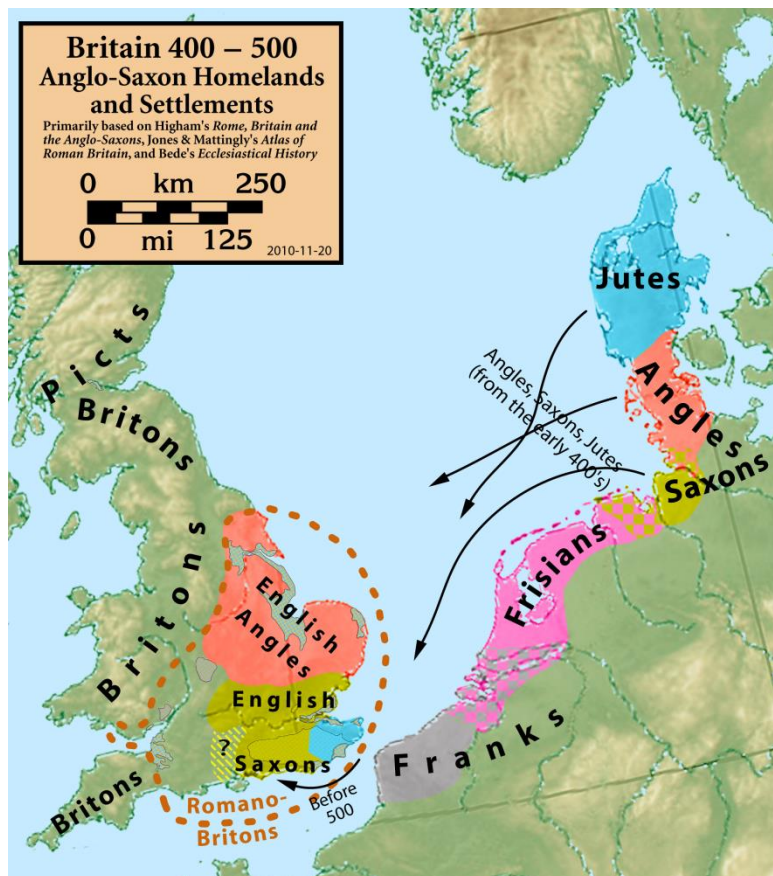 Britain 400 – 500
Anglo-Saxon Homelands
and Settlements
Primarily based on Higham's Rome, Britain and
the Anglo-Saxons, Jones & Mattingly's Atlas of
Roman Britain, and Bede's Ecclesiastical History
0 km 250
0 mi 125
2010-11-20
Jutes
Picts
Angles, Saxons, Jutes
(from the early 400's)
Angles
Britons
Saxons
Britons
Frisians
English
Angles
English
?
Saxons
Franks
Britons
Before
500
Romano-
Britons